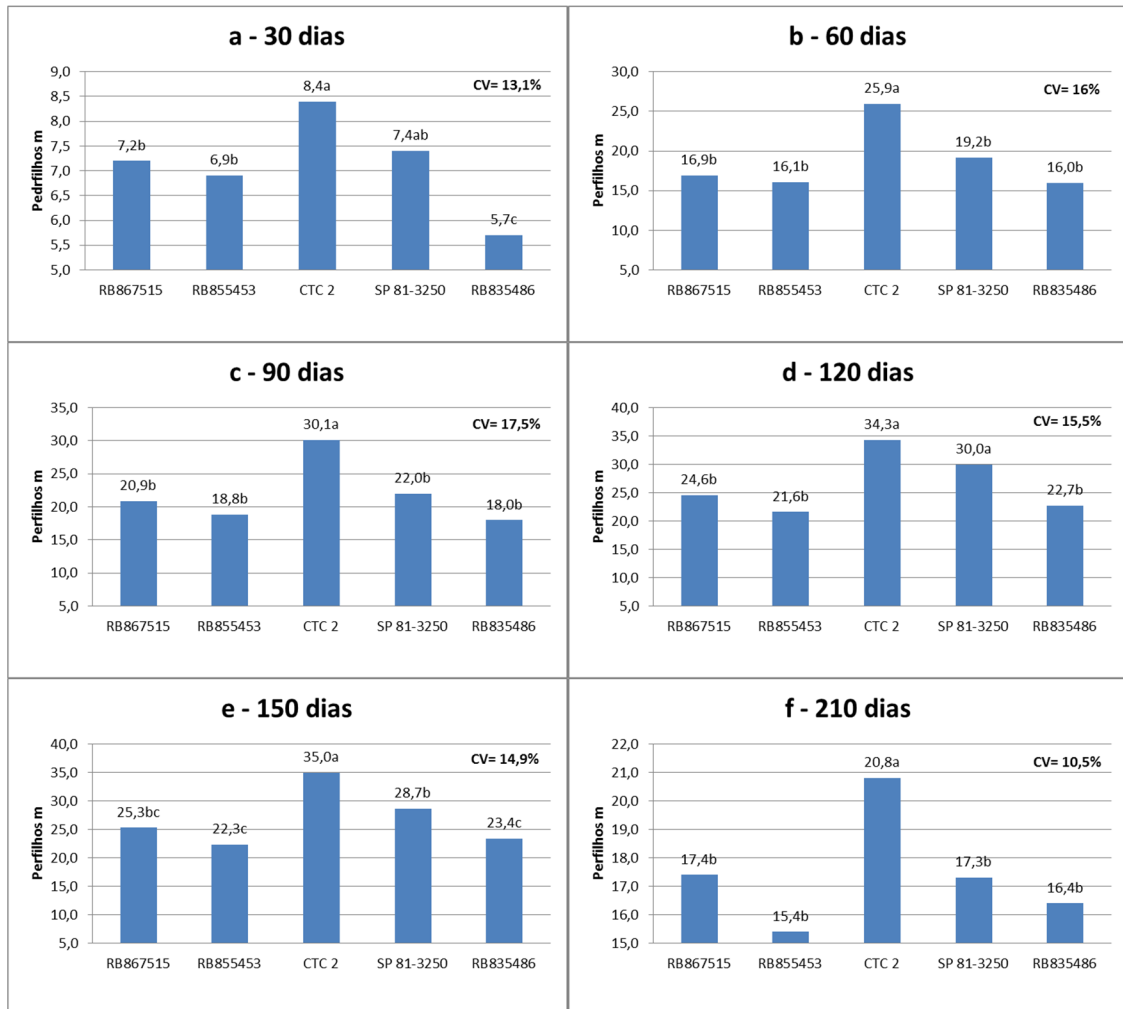 a - 30 dias
Pedrfilhos m
CV= 13,1%
9,0
8,5
8,0
7,5
7,0
6,5
6,0
5,5
5,0
7,2b
6,9b
8,4a
7,4ab
5,7c
RB867515 RB855453 CTC 2 SP 81-3250 RB835486
b - 60 dias
Perfilhos m
CV= 16%
30,0
25,0
20,0
15,0
10,0
5,0
16,9b
16,1b
25,9a
19,2b
16,0b
RB867515 RB855453 CTC 2 SP 81-3250 RB835486
c - 90 dias
Perfilhos m
CV= 17,5%
35,0
30,0
25,0
20,0
15,0
10,0
5,0
20,9b
18,8b
30,1a
22,0b
18,0b
RB867515 RB855453 CTC 2 SP 81-3250 RB835486
d - 120 dias
Perfilhos m
CV= 15,5%
40,0
35,0
30,0
25,0
20,0
15,0
10,0
5,0
24,6b
21,6b
34,3a
30,0a
22,7b
RB867515 RB855453 CTC 2 SP 81-3250 RB835486
e - 150 dias
Perfilhos m
CV= 14,9%
40,0
35,0
30,0
25,0
20,0
15,0
10,0
5,0
25,3bc
22,3c
35,0a
28,7b
23,4c
RB867515 RB855453 CTC 2 SP 81-3250 RB835486
f - 210 dias
Perfilhos m
CV= 10,5%
22,0
21,0
20,0
19,0
18,0
17,0
16,0
15,0
17,4b
15,4b
20,8a
17,3b
16,4b
RB867515 RB855453 CTC 2 SP 81-3250 RB835486